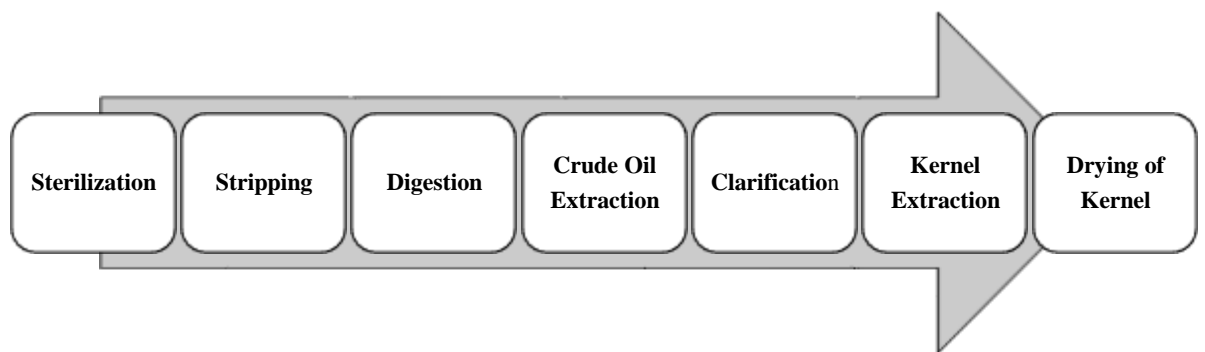 Sterilization
Stripping
Digestion
Crude Oil
Extraction
Clarification
Kernel
Extraction
Drying of
Kernel